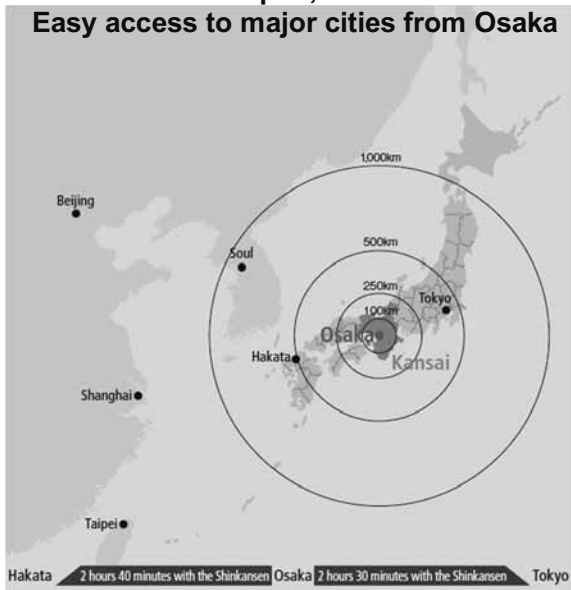 Easy access to major cities from Osaka
1,000km
Beijing
500km
Soul
250km
Tokyo
100km
Osaka
Hakata
Kansai
Shanghai
Taipei
Hakata 2 hours 40 minutes with the Shinkansen Osaka 2 hours 30 minutes with the Shinkansen Tokyo